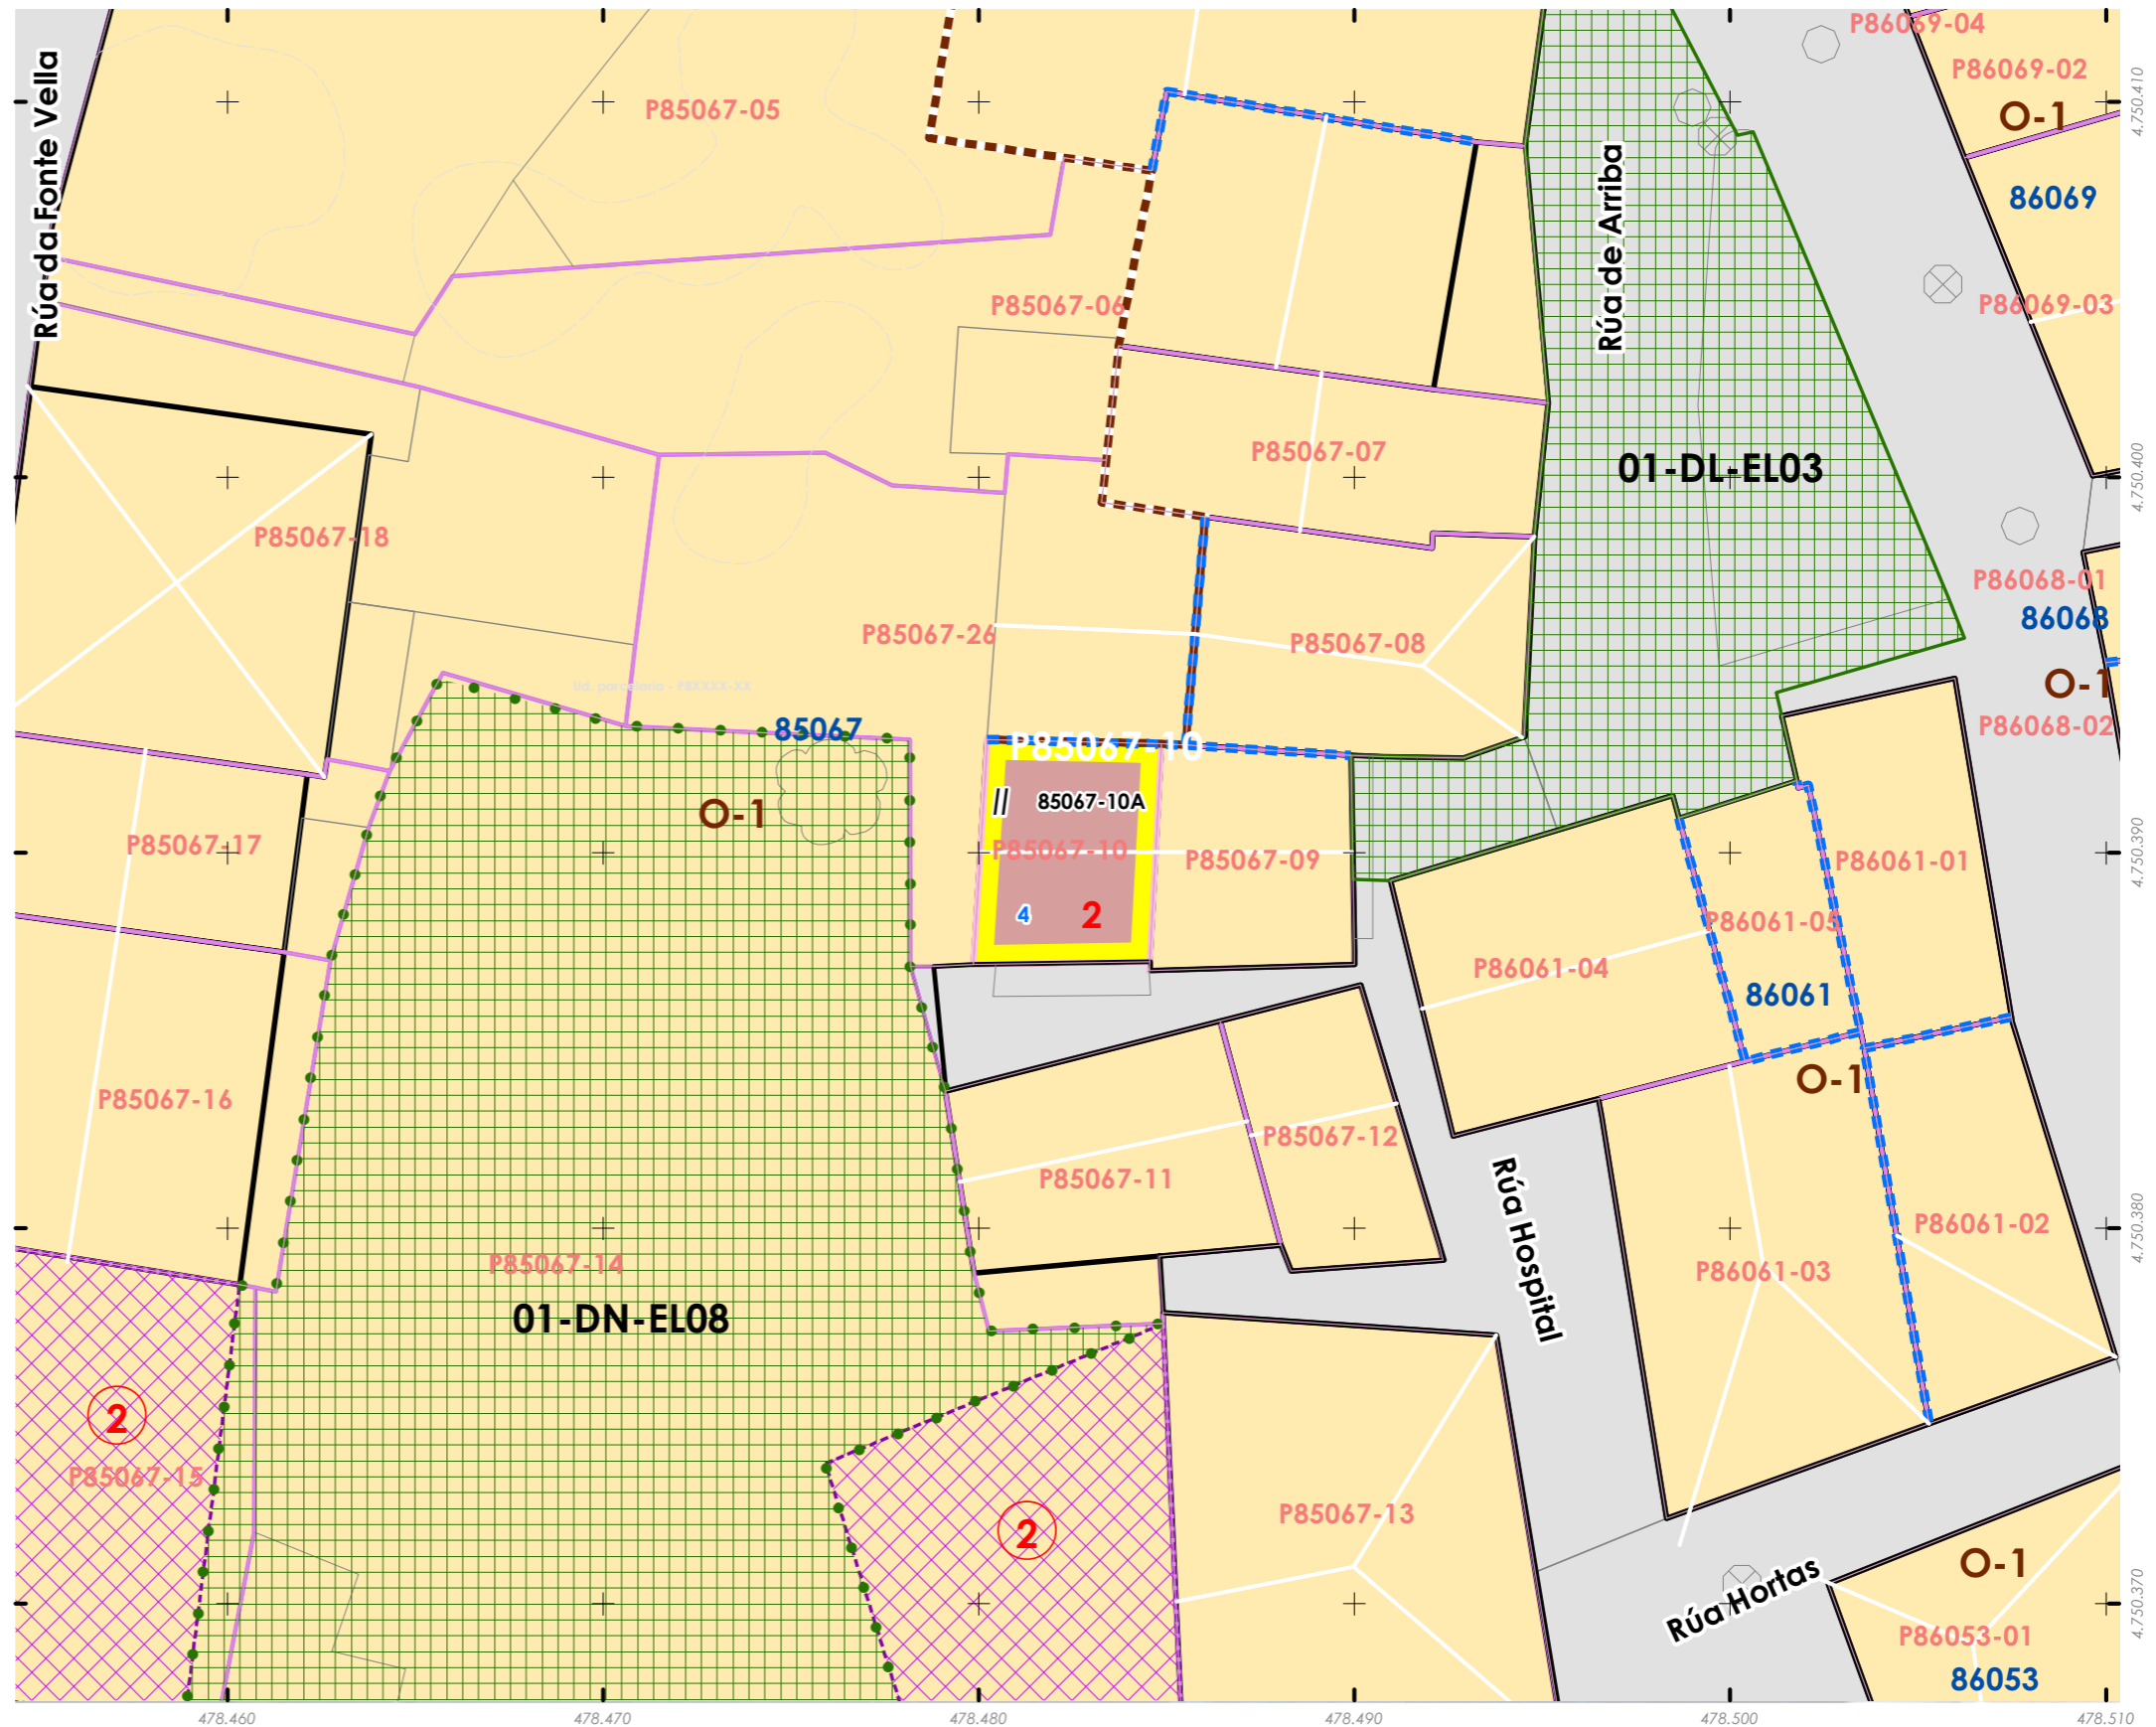 P86069-04
P86069-02
O-1
P85067-05
4.750.410
Rúa da Fonte Vella
Rúa de Arriba
86069
P86069-03
P85067-06
P85067-07
01-DL-EL03
4.750.400
P85067-18
P86068-01
86068
P85067-26
P85067-08
O-1
Ud. parcelaria - PBXXXX-XX
P86068-02
85067
P85067-10
O-1
|| 85067-10A
P85067-17
P85067-10
P85067-09
P86061-01
4.750.390
4
2
P86061-05
P86061-04
86061
O-1
P85067-16
P85067-12
P85067-11
Rúa Hospital
P86061-02
4.750.380
P85067-14
P86061-03
01-DN-EL08
2
P85067-15
P85067-13
2
O-1
Rúa Hortas
4.750.370
P86053-01
86053
478.460
478.470
478.480
478.490
478.500
478.510